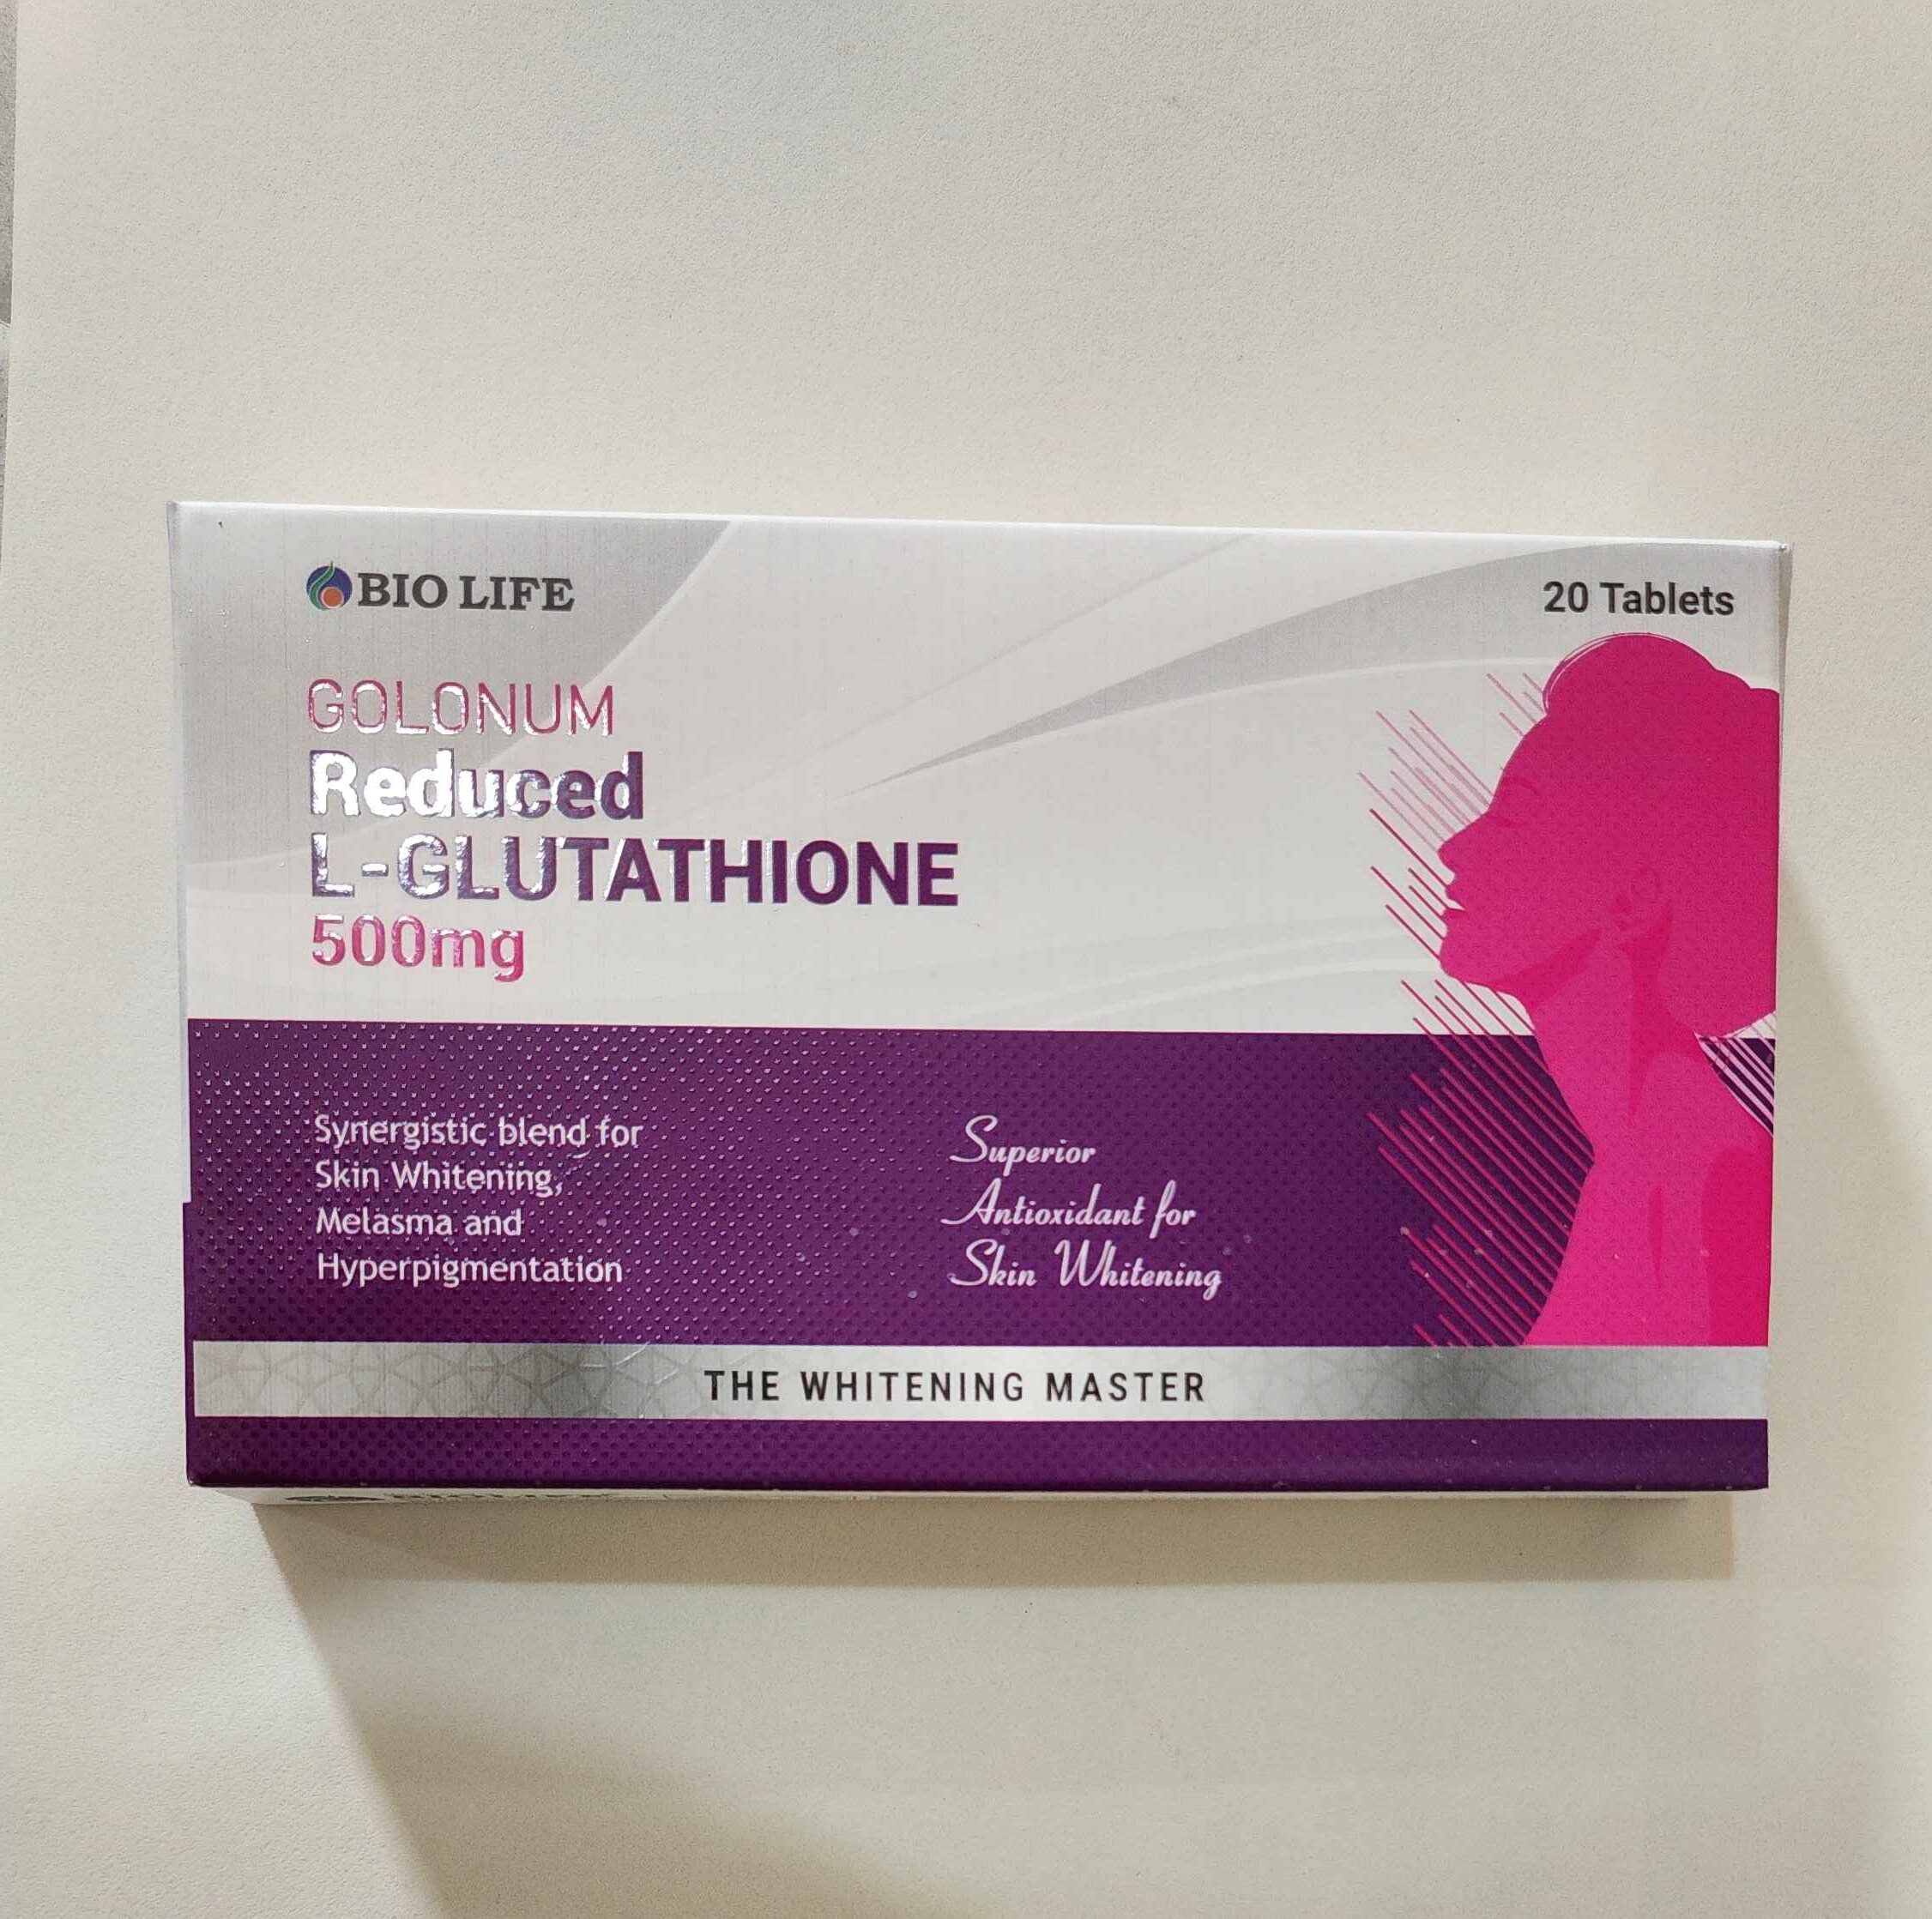 BIO LIFE
20 Tablets
GOLONUM
Reduced
L-GLUTATHIONE
500mg
Synergistic blend for
Skin Whitening,
Melasma and
Hyperpigmentation
Superior
Antioxidant for
Skin Whitening
THE WHITENING MASTER